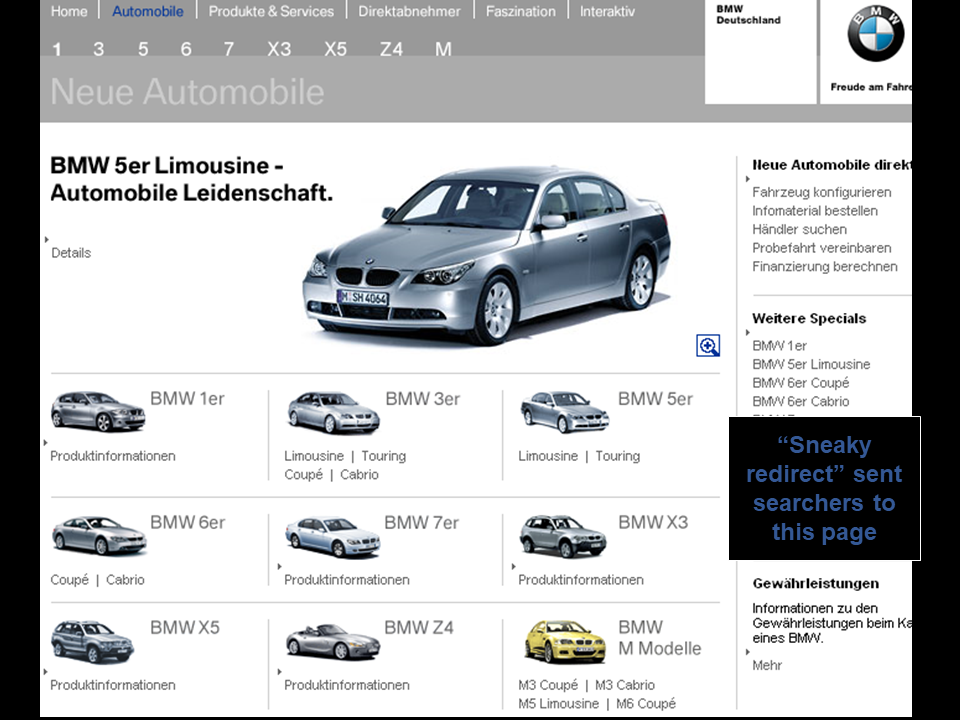 Home | Automobile | Produkte & Services | Direktabnehmer | Faszination | Interaktiv
BMW
Deutschland
BMW
Freude am Fahre
1 3 5 6 7 X3 X5 Z4 M
Neue Automobile
BMW 5er Limousine -
Automobile Leidenschaft.
Details
M SH 4064
Neue Automobile direkt
Fahrzeug konfigurieren
Infomaterial bestellen
Händler suchen
Probefahrt vereinbaren
Finanzierung berechnen
Weitere Specials
BMW 1er
BMW 5er Limousine
BMW 6er Coupé
BMW 6er Cabrio
“Sneaky
redirect” sent
searchers to
this page
Gewährleistungen
Informationen zu den
Gewährleistungen beim Ka
eines BMW.
Mehr
BMW 1er
Produktinformationen
BMW 3er
Limousine | Touring
Coupé | Cabrio
BMW 5er
Limousine | Touring
BMW 6er
Coupé | Cabrio
BMW 7er
Produktinformationen
BMW X3
Produktinformationen
BMW X5
Produktinformationen
BMW Z4
Produktinformationen
BMW
M Modelle
M3 Coupé | M3 Cabrio
M5 Limousine | M6 Coupé